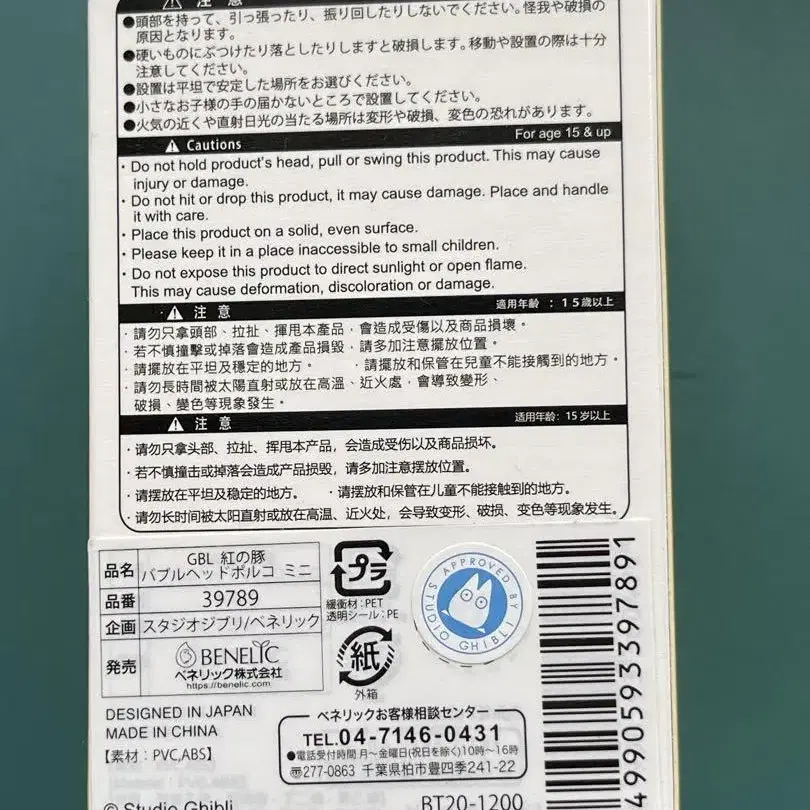 ⚠ 注 意
●頭部を持って、引っ張ったり、振り回したりしないでください。怪我や破損の
原因となります。
●硬いものにぶつけたり落としたりしますと破損します。移動や設置の際は十分
注意してください。
●設置は平坦で安定した場所をお選びください。
●小さなお子様の手の届かないところで設置してください。
●火気の近くや直射日光の当たる場所は変形や破損、変色の恐れがあります。
⚠ Cautions For age 15 & up
· Do not hold product's head, pull or swing this product. This may cause
injury or damage.
· Do not hit or drop this product, it may cause damage. Place and handle
it with care.
· Place this product on a solid, even surface.
· Please keep it in a place inaccessible to small children.
· Do not expose this product to direct sunlight or open flame.
This may cause deformation, discoloration or damage.
⚠ 注 意 適用年齡 : 15歲以上
· 請勿只拿頭部、拉扯、揮甩本產品，會造成受傷以及商品損壞。
· 若不慎撞擊或掉落會造成產品損毀，請多加注意擺放位置。
· 請擺放在平坦及穩定的地方。 · 請擺放和保管在兒童不能接觸到的地方。
· 請勿長時間被太陽直射或放在高溫、近火處，會導致變形、
破損、變色等現象發生。
⚠ 注 意 适用年龄: 15岁以上
· 请勿只拿头部、拉扯、挥甩本产品，会造成受伤以及商品损坏。
· 若不慎撞击或掉落会造成产品损毁，请多加注意摆放位置。
· 请摆放在平坦及稳定的地方。 · 请摆放和保管在儿童不能接触到的地方。
· 请勿长时间被太阳直射或放在高温、近火处，会导致变形、破损、变色等现象发生。
品名 GBL 紅の豚
バブルヘッドポルコ ミニ
品番 39789
企画 スタジオジブリ/ベネリック
発売 BENELIC
ベネリック株式会社
https://benelic.com
プラ
緩衝材：PET
透明シール：PE
紙
外箱
APPROVED BY
STUDIO GHIBLI
4990593397891
DESIGNED IN JAPAN
MADE IN CHINA
【素材：PVC,ABS】
ベネリックお客様相談センター
TEL.04-7146-0431
●電話受付時間 月〜金曜日(祝日を除く)10時〜16時
〒277-0863 千葉県柏市豊四季241-22
© Studio Ghibli
BT20-1200